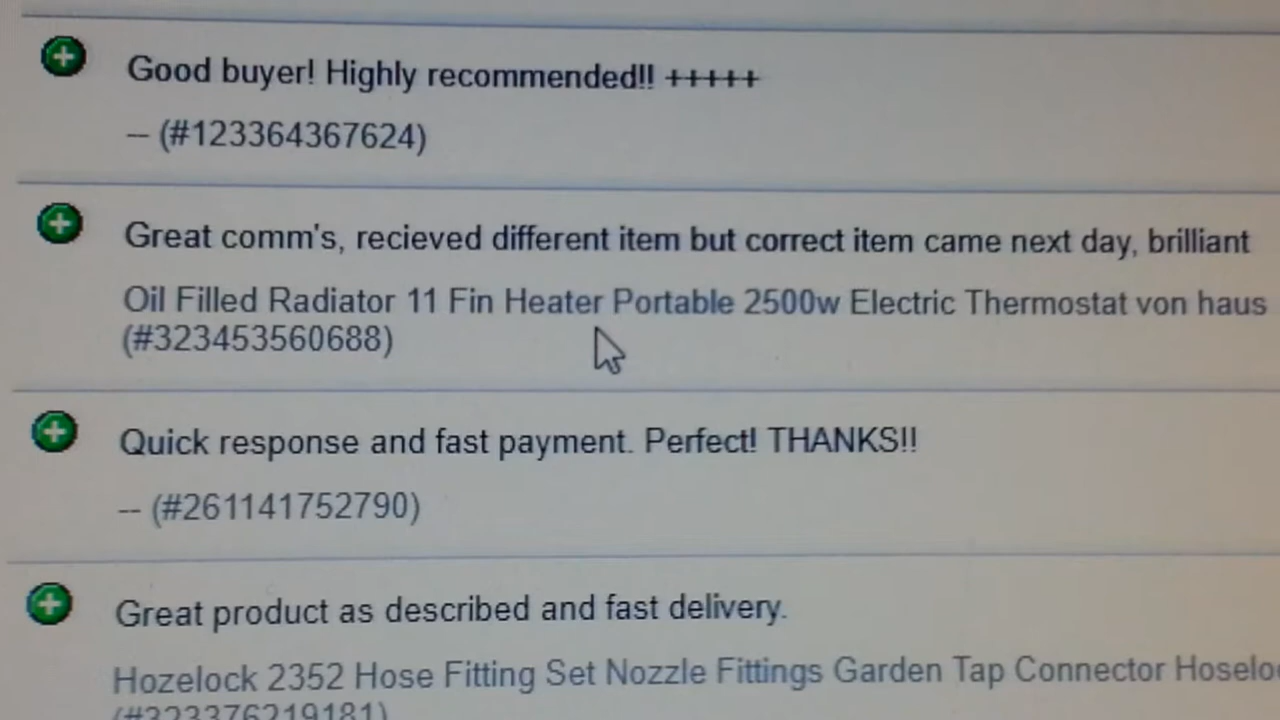 Good buyer! Highly recommended!! +++++
-- (#123364367624)
Great comm's, recieved different item but correct item came next day, brilliant
Oil Filled Radiator 11 Fin Heater Portable 2500w Electric Thermostat von haus
(#323453560688)
Quick response and fast payment. Perfect! THANKS!!
-- (#261141752790)
Great product as described and fast delivery.
Hozelock 2352 Hose Fitting Set Nozzle Fittings Garden Tap Connector
(#323376219181)